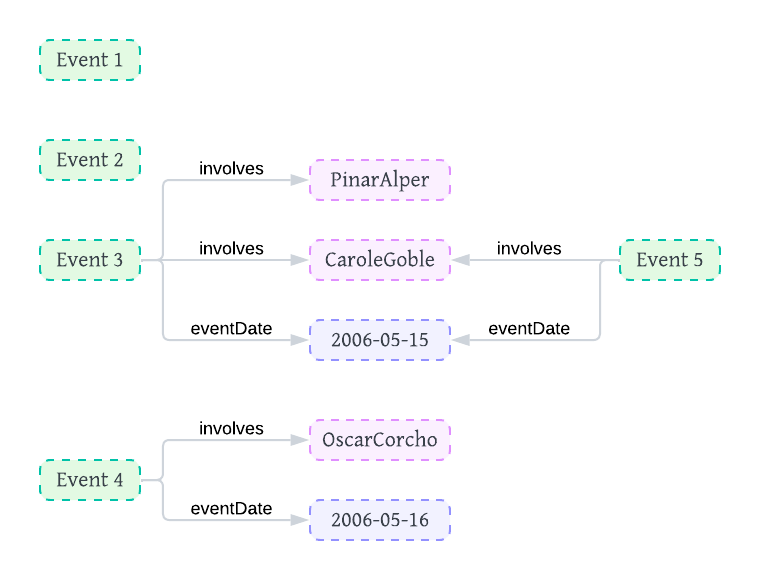 Event 1
Event 2
involves
PinarAlper
Event 3
involves
CaroleGoble
involves
Event 5
eventDate
2006-05-15
eventDate
involves
OscarCorcho
Event 4
eventDate
2006-05-16